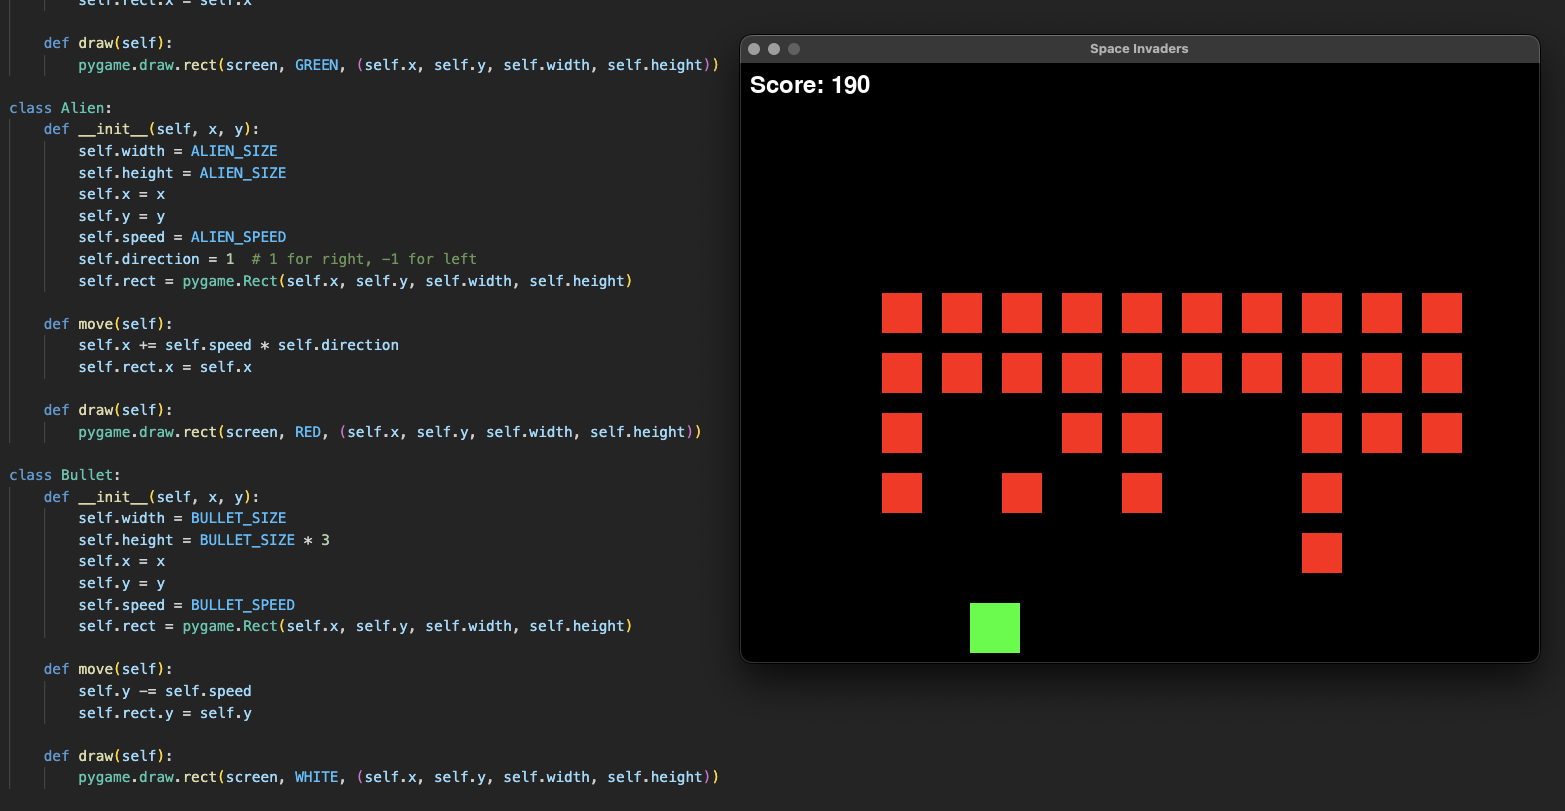 self.rect.x = self.x
def draw(self):
pygame.draw.rect(screen, GREEN, (self.x, self.y, self.width, self.height))
class Alien:
def __init__(self, x, y):
self.width = ALIEN_SIZE
self.height = ALIEN_SIZE
self.x = x
self.y = y
self.speed = ALIEN_SPEED
self.direction = 1  # 1 for right, -1 for left
self.rect = pygame.Rect(self.x, self.y, self.width, self.height)
def move(self):
self.x += self.speed * self.direction
self.rect.x = self.x
def draw(self):
pygame.draw.rect(screen, RED, (self.x, self.y, self.width, self.height))
class Bullet:
def __init__(self, x, y):
self.width = BULLET_SIZE
self.height = BULLET_SIZE * 3
self.x = x
self.y = y
self.speed = BULLET_SPEED
self.rect = pygame.Rect(self.x, self.y, self.width, self.height)
def move(self):
self.y -= self.speed
self.rect.y = self.y
def draw(self):
pygame.draw.rect(screen, WHITE, (self.x, self.y, self.width, self.height))
Space Invaders
Score: 190